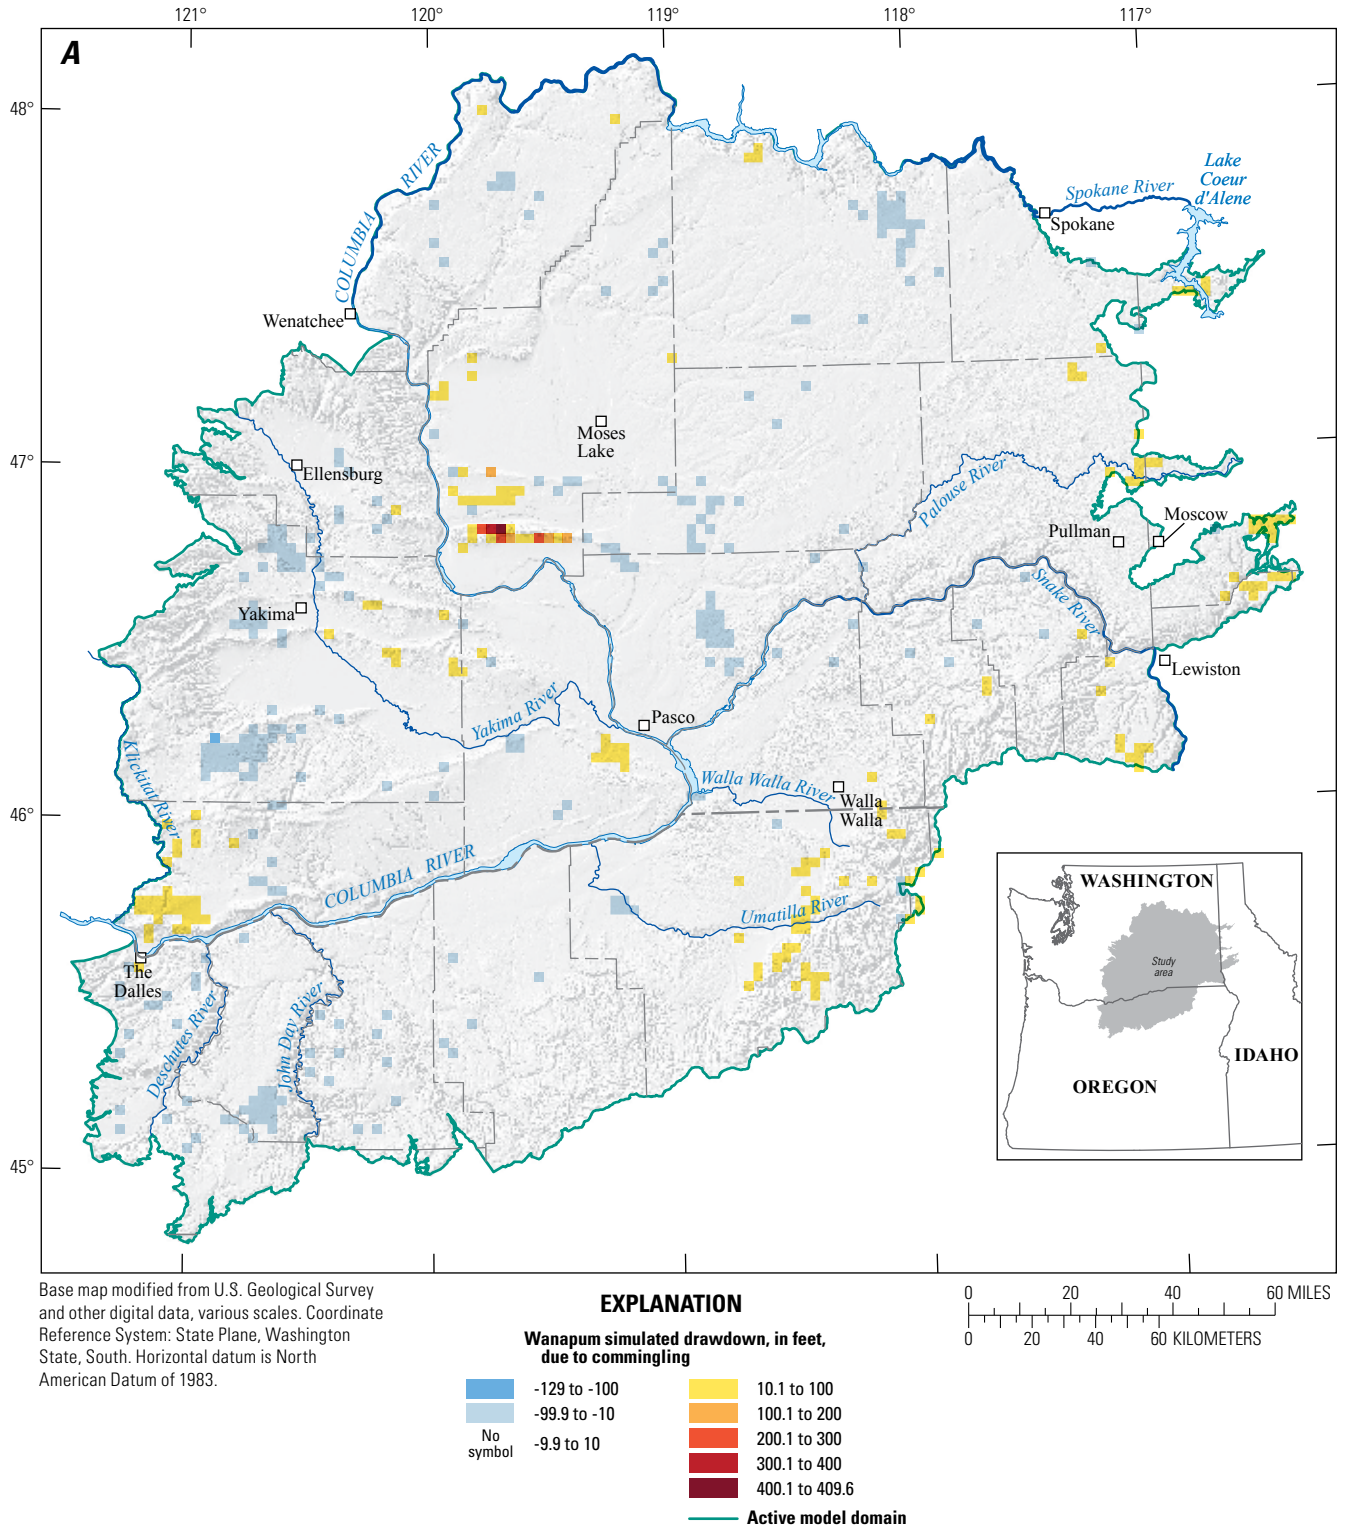 121°
120°
119°
118°
117°
A
48°
47°
46°
45°
COLUMBIA
RIVER
Lake
Coeur
d'Alene
Spokane River
Spokane
Wenatchee
Moses
Lake
Ellensburg
Palouse River
Pullman
Moscow
Yakima
Snake River
Lewiston
Yakima River
Pasco
Klickitat River
Walla Walla River
Walla
Walla
COLUMBIA RIVER
Umatilla River
The
Dalles
Deschutes River
John Day River
WASHINGTON
Study
area
IDAHO
OREGON
Base map modified from U.S. Geological Survey
and other digital data, various scales. Coordinate
Reference System: State Plane, Washington
State, South. Horizontal datum is North
American Datum of 1983.
EXPLANATION
Wanapum simulated drawdown, in feet,
due to commingling
-129 to -100
-99.9 to -10
No
symbol
-9.9 to 10
10.1 to 100
100.1 to 200
200.1 to 300
300.1 to 400
400.1 to 409.6
Active model domain
0 20 40 60 MILES
0 20 40 60 KILOMETERS